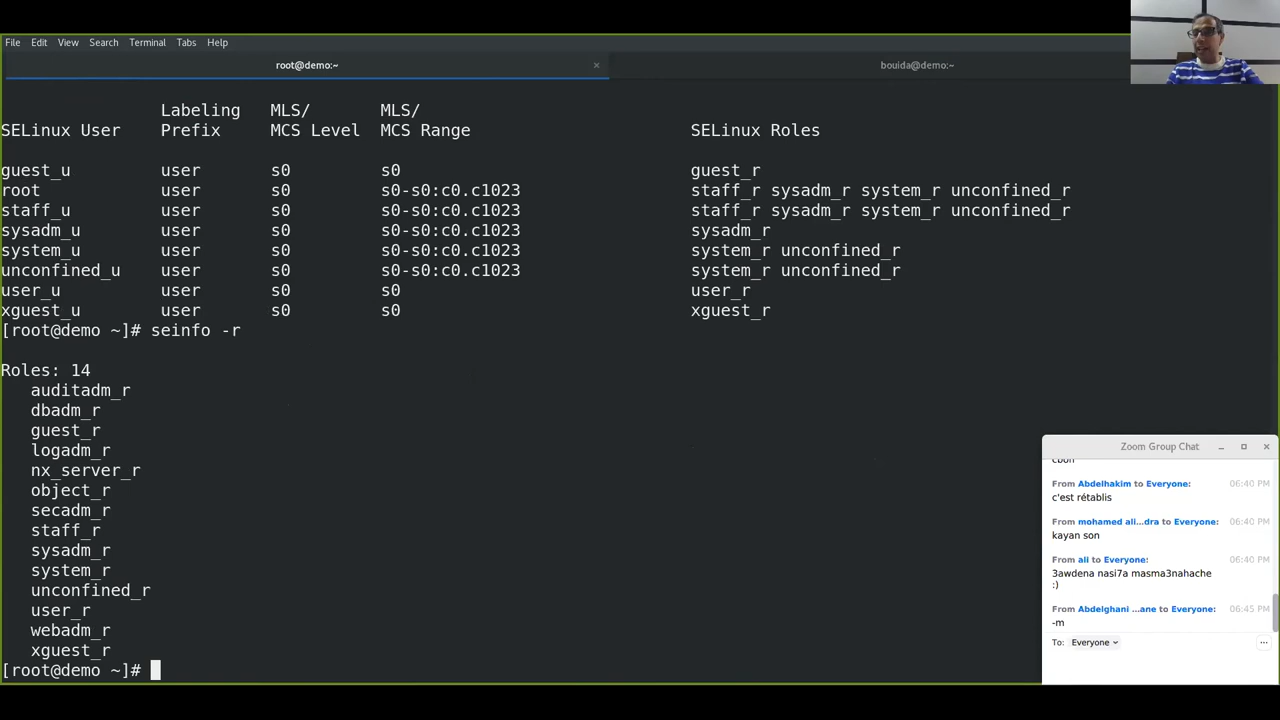 File Edit View Search Terminal Tabs Help
root@demo:~ × bouida@demo:~
Labeling MLS/ MLS/
SELinux User Prefix MCS Level MCS Range SELinux Roles
guest_u user s0 s0 guest_r
root user s0 s0-s0:c0.c1023 staff_r sysadm_r system_r unconfined_r
staff_u user s0 s0-s0:c0.c1023 staff_r sysadm_r system_r unconfined_r
sysadm_u user s0 s0-s0:c0.c1023 sysadm_r
system_u user s0 s0-s0:c0.c1023 system_r unconfined_r
unconfined_u user s0 s0-s0:c0.c1023 system_r unconfined_r
user_u user s0 s0 user_r
xguest_u user s0 s0 xguest_r
[root@demo ~]# seinfo -r
Roles: 14
auditadm_r
dbadm_r
guest_r
logadm_r
nx_server_r
object_r
secadm_r
staff_r
sysadm_r
system_r
unconfined_r
user_r
webadm_r
xguest_r
[root@demo ~]#
Zoom Group Chat
From Abdelhakim to Everyone: 06:40 PM
c'est rétablis
From mohamed ali...dra to Everyone: 06:40 PM
kayan son
From ali to Everyone: 06:40 PM
3awdena nasi7a masma3nahache
:)
From Abdelghani ...ane to Everyone: 06:45 PM
-m
To: Everyone